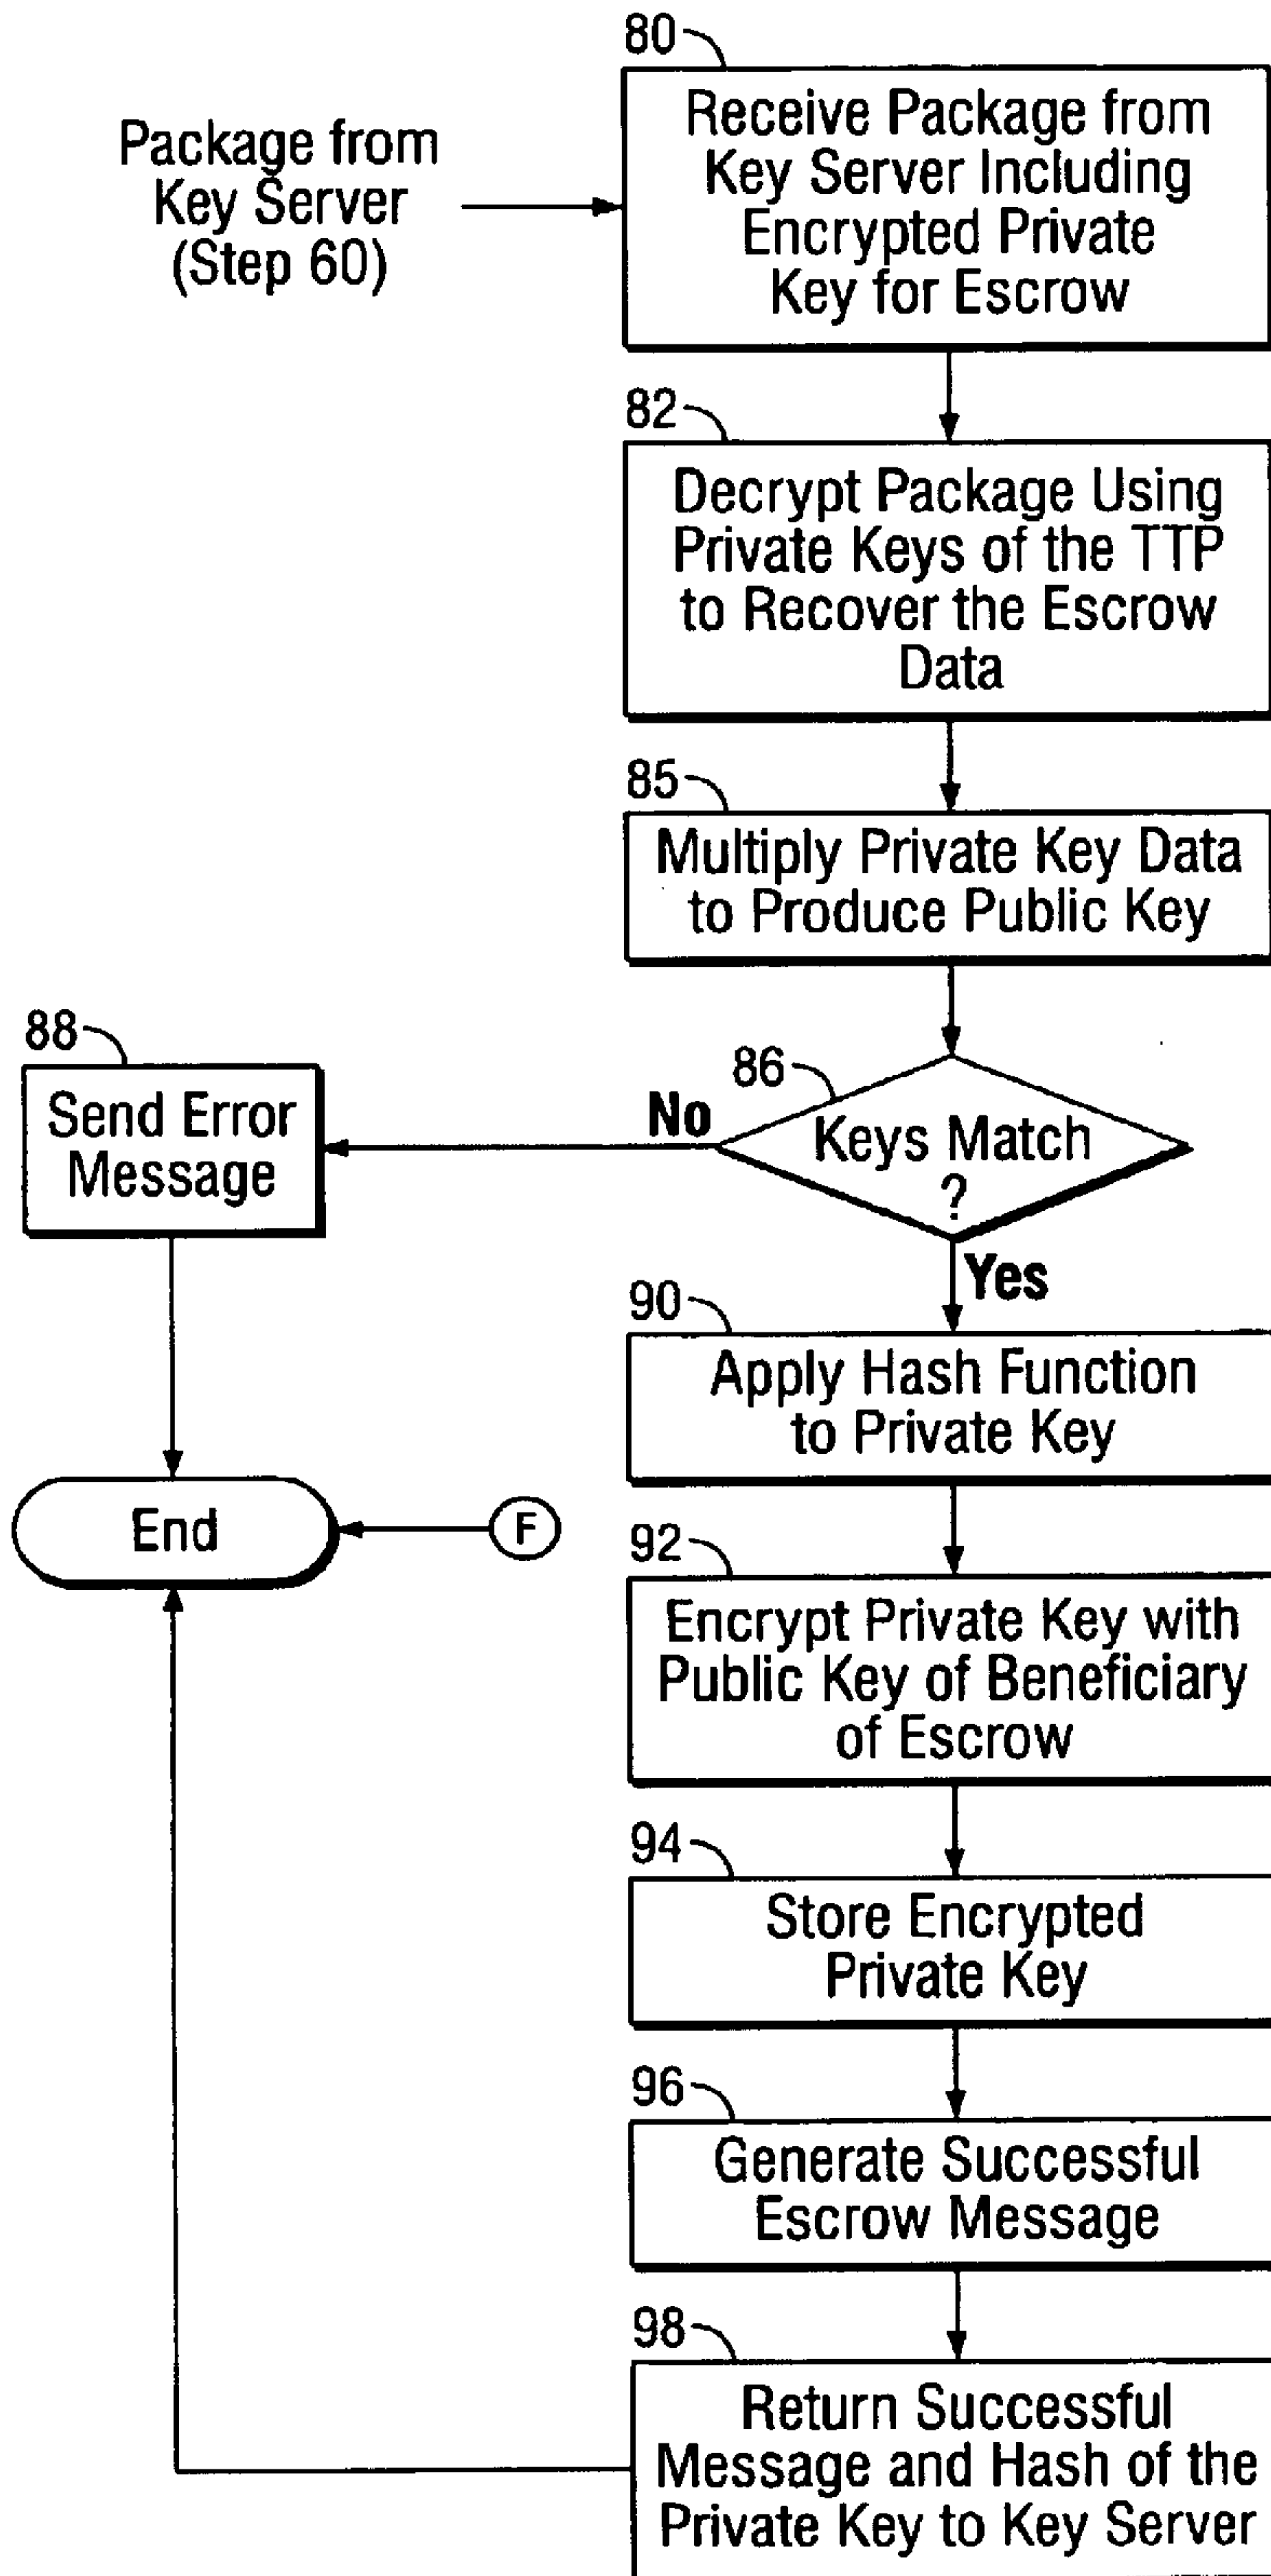 80
Package from
Key Server
(Step 60)
Receive Package from
Key Server Including
Encrypted Private
Key for Escrow
82
Decrypt Package Using
Private Keys of the TTP
to Recover the Escrow
Data
85
Multiply Private Key Data
to Produce Public Key
86
Keys Match
?
No
88
Send Error
Message
Yes
90
Apply Hash Function
to Private Key
End
F
92
Encrypt Private Key with
Public Key of Beneficiary
of Escrow
94
Store Encrypted
Private Key
96
Generate Successful
Escrow Message
98
Return Successful
Message and Hash of the
Private Key to Key Server